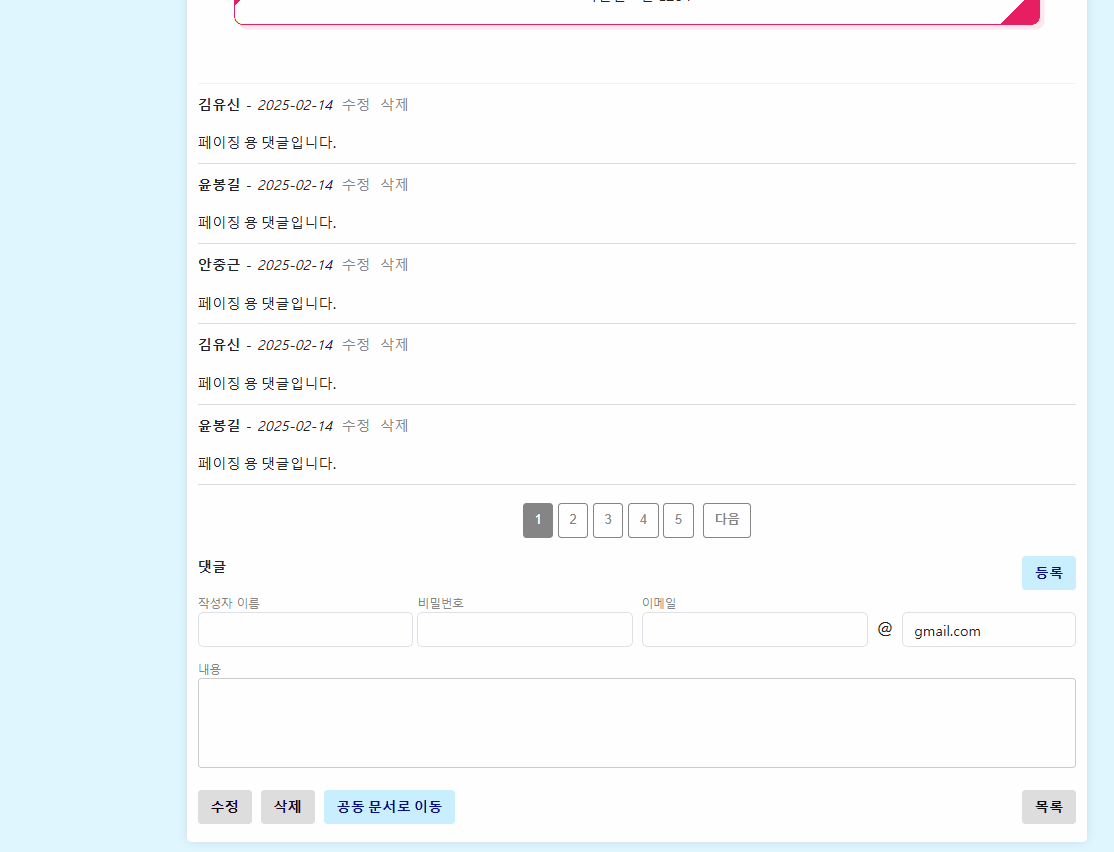 김유신 - 2025-02-14 수정 삭제
페이징 용 댓글입니다.
윤봉길 - 2025-02-14 수정 삭제
페이징 용 댓글입니다.
안중근 - 2025-02-14 수정 삭제
페이징 용 댓글입니다.
김유신 - 2025-02-14 수정 삭제
페이징 용 댓글입니다.
윤봉길 - 2025-02-14 수정 삭제
페이징 용 댓글입니다.
1 2 3 4 5 다음
댓글 등록
작성자 이름 비밀번호 이메일
@ gmail.com
내용
수정 삭제 공동 문서로 이동 목록